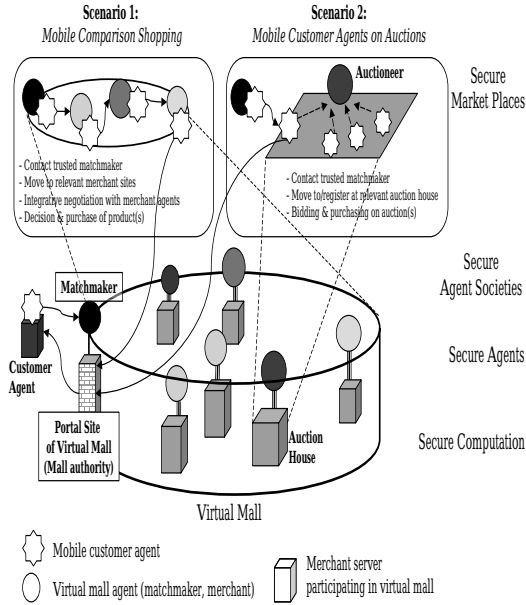 Scenario 1:
Mobile Comparison Shopping
Scenario 2:
Mobile Customer Agents on Auctions
Auctioneer
Secure
Market Places
- Contact trusted matchmaker
- Move to relevant merchant sites
- Integrative negotiation with merchant agents
- Decision & purchase of product(s)
- Contact trusted matchmaker
- Move to/register at relevant auction house
- Bidding & purchasing on auction(s)
Secure
Agent Societies
Matchmaker
Secure Agents
Customer
Agent
Portal Site
of Virtual Mall
(Mall authority)
Auction
House
Secure Computation
Virtual Mall
Mobile customer agent
Virtual mall agent (matchmaker, merchant)
Merchant server
participating in virtual mall